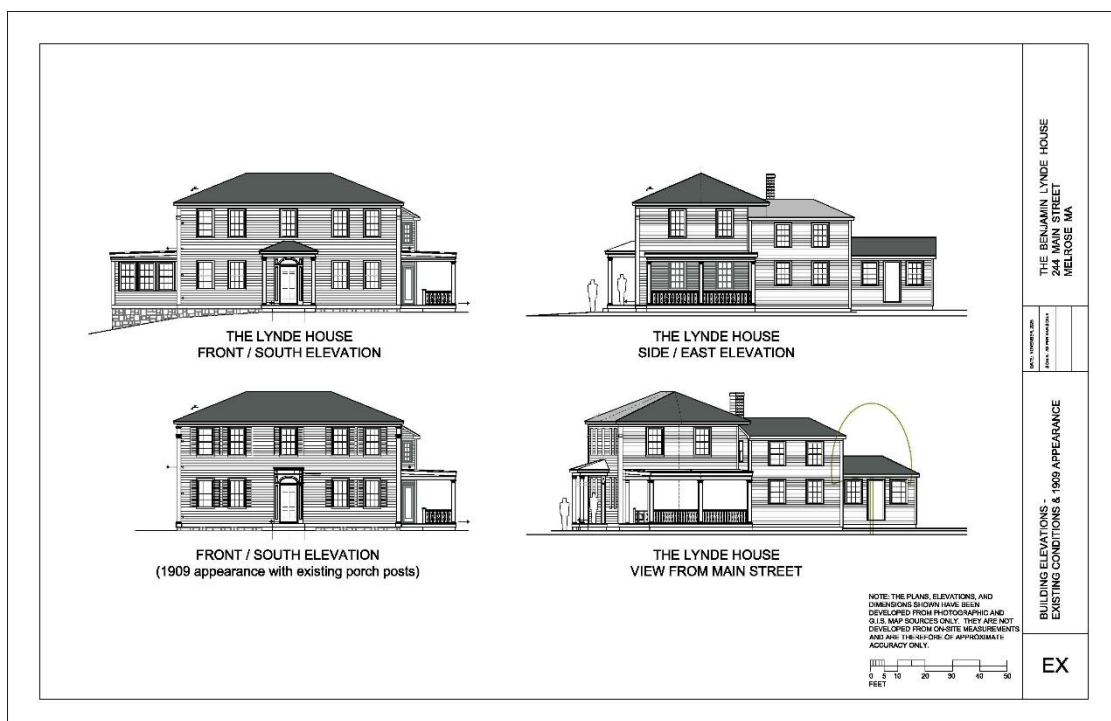 THE LYNDE HOUSE
FRONT / SOUTH ELEVATION
THE LYNDE HOUSE
SIDE / EAST ELEVATION
FRONT / SOUTH ELEVATION
(1909 appearance with existing porch posts)
THE LYNDE HOUSE
VIEW FROM MAIN STREET
NOTE: THE PLANS, ELEVATIONS, AND
DIMENSIONS SHOWN HAVE BEEN
DEVELOPED FROM PHOTOGRAPHIC AND
G.I.S. MAP SOURCES ONLY. THEY ARE NOT
DEVELOPED FROM ON-SITE MEASUREMENTS
AND ARE THEREFORE OF APPROXIMATE
ACCURACY ONLY.
0 5 10 20 30 40 50
FEET
THE BENJAMIN LYNDE HOUSE
244 MAIN STREET
MELROSE MA
DATE: NOVEMBER,
BUILDING ELEVATIONS -
EXISTING CONDITIONS & 1909 APPEARANCE
EX